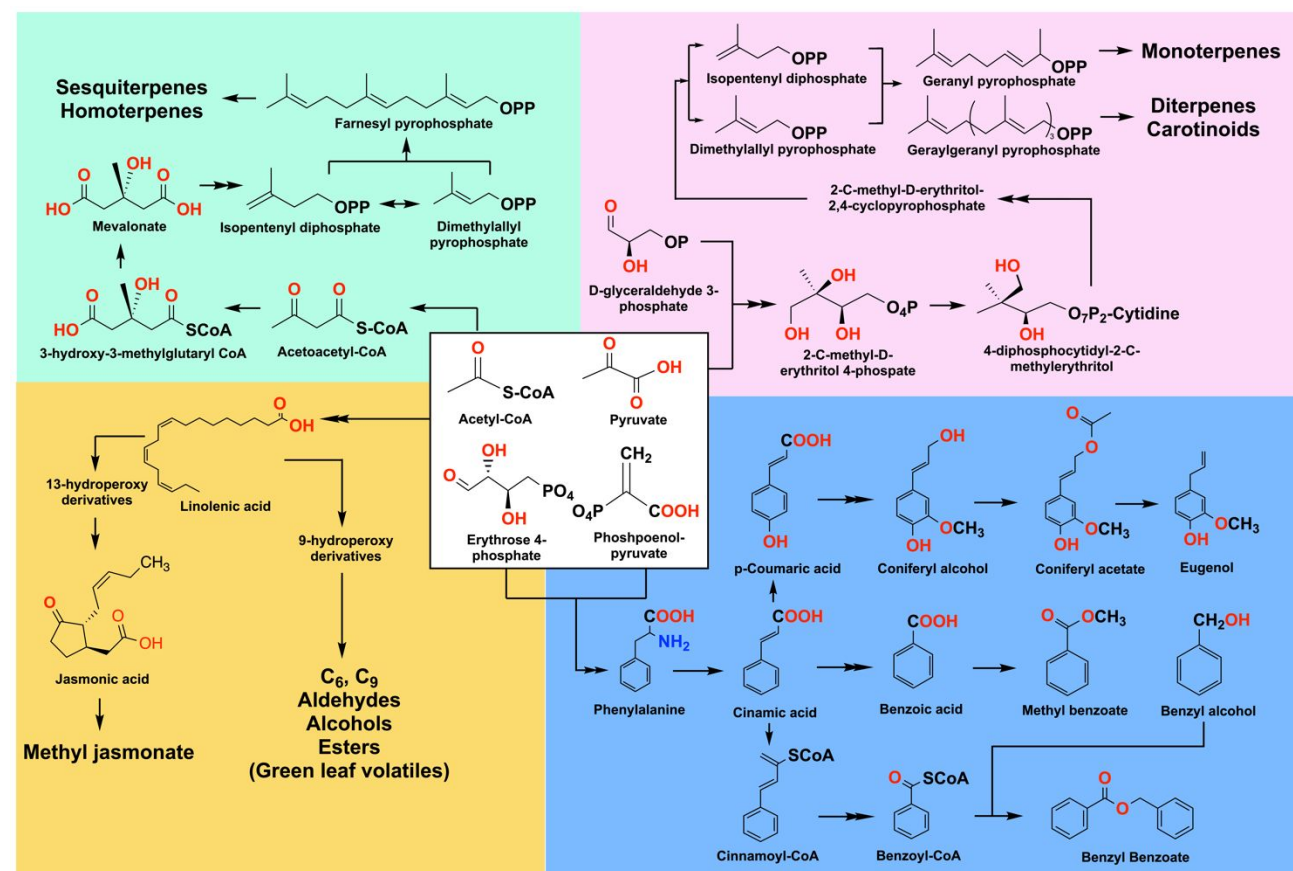 Sesquiterpenes
Homoterpenes
OPP
Farnesyl pyrophosphate
O
OH
O
HO
OH
Mevalonate
OPP
Isopentenyl diphosphate
OPP
Dimethylallyl
pyrophosphate
O
OH
O
HO
SCoA
3-hydroxy-3-methylglutaryl CoA
O
O
S-CoA
Acetoacetyl-CoA
OPP
Isopentenyl diphosphate
OPP
Dimethylallyl pyrophosphate
OPP
Geranyl pyrophosphate
Monoterpenes
3
OPP
Geraylgeranyl pyrophosphate
Diterpenes
Carotinoids
2-C-methyl-D-erythritol-
2,4-cyclopyrophosphate
O
OP
OH
D-glyceraldehyde 3-
phosphate
OH
O4P
OH
OH
2-C-methyl-D-
erythritol 4-phospate
HO
O7P2-Cytidine
OH
4-diphosphocytidyl-2-C-
methylerythritol
O
S-CoA
Acetyl-CoA
O
OH
O
Pyruvate
OH
O
PO4
OH
Erythrose 4-
phosphate
CH2
O4P
COOH
Phoshpoenol-
pyruvate
O
OH
Linolenic acid
13-hydroperoxy
derivatives
9-hydroperoxy
derivatives
CH3
O
O
OH
Jasmonic acid
Methyl jasmonate
C6, C9
Aldehydes
Alcohols
Esters
(Green leaf volatiles)
COOH
OH
p-Coumaric acid
OH
OCH3
OH
Coniferyl alcohol
O
O
OCH3
OH
Coniferyl acetate
OCH3
OH
Eugenol
COOH
NH2
Phenylalanine
COOH
Cinamic acid
COOH
Benzoic acid
O
OCH3
Methyl benzoate
CH2OH
Benzyl alcohol
SCoA
Cinnamoyl-CoA
O
SCoA
Benzoyl-CoA
O
O
Benzyl Benzoate